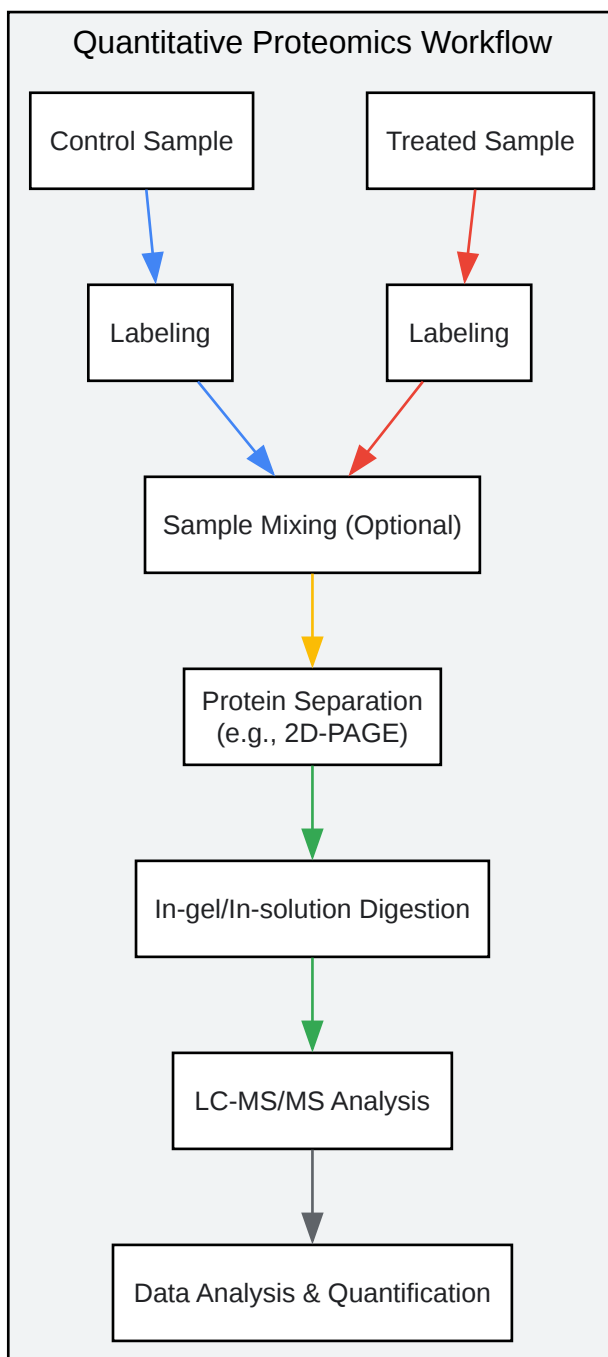 Quantitative Proteomics Workflow
Control Sample
Treated Sample
Labeling
Labeling
Sample Mixing (Optional)
Protein Separation
(e.g., 2D-PAGE)
In-gel/In-solution Digestion
LC-MS/MS Analysis
Data Analysis & Quantification